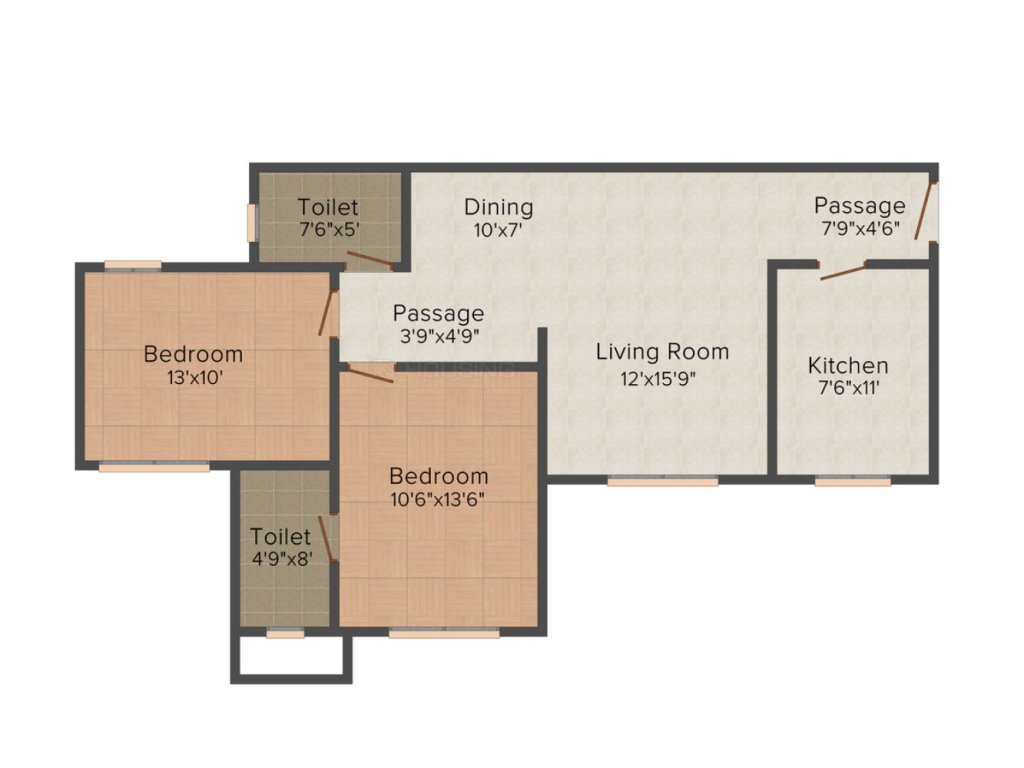 Toilet
7'6"x5'
Dining
10'x7'
Passage
7'9"x4'6"
Passage
3'9"x4'9"
Bedroom
13'x10'
Living Room
12'x15'9"
Kitchen
7'6"x11'
HOUSING
Bedroom
10'6"x13'6"
Toilet
4'9"x8'